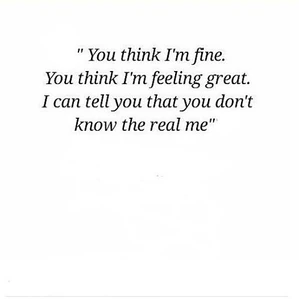 " You think I'm fine.
You think I'm feeling great.
I can tell you that you don't
know the real me"